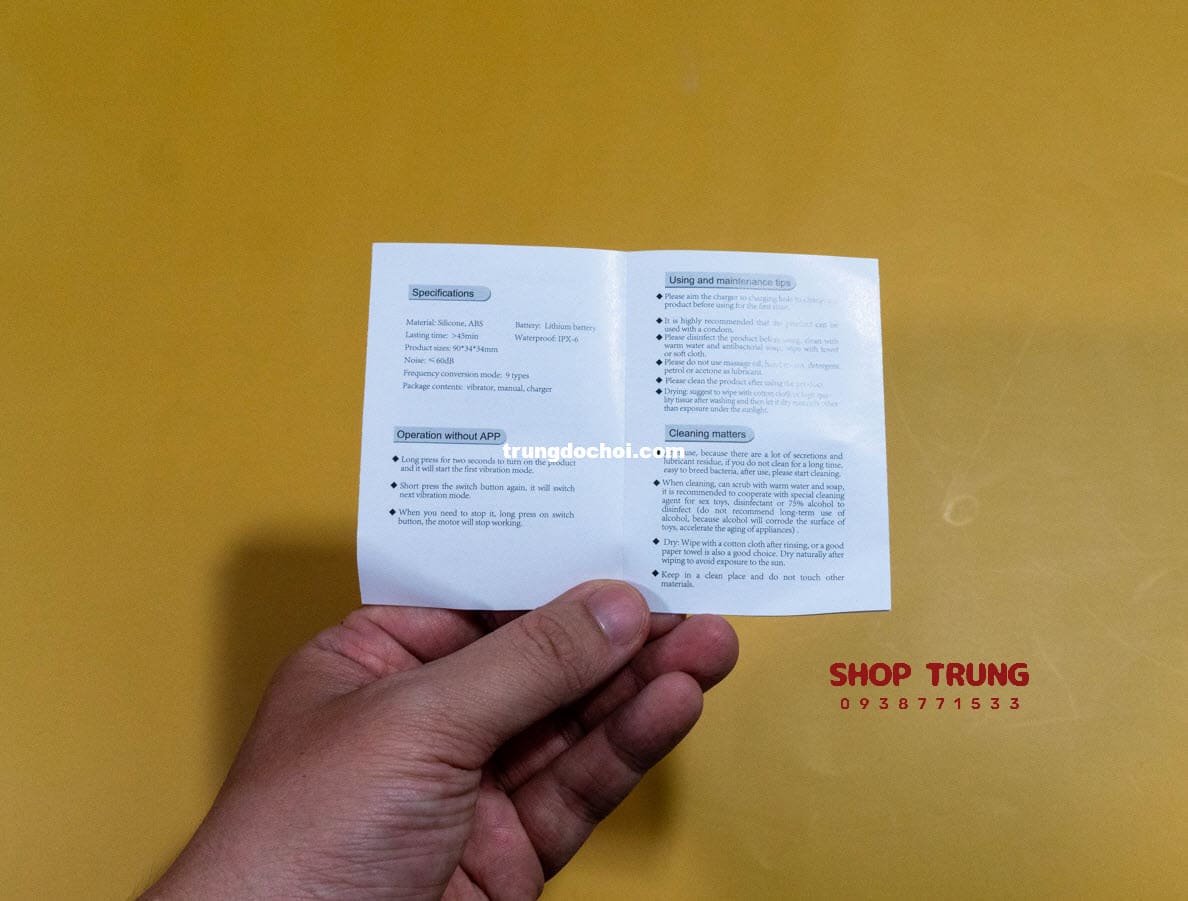 Specifications
Material: Silicone, ABS
Battery: Lithium battery
Lasting time: >45min
Waterproof: IPX-6
Product sizes: 90*34*34mm
Noise: ≤60dB
Frequency conversion mode: 9 types
Package contents: vibrator, manual, charger
Operation without APP
◆ Long press for two seconds to turn on the product
and it will start the first vibration mode.
◆ Short press the switch button again, it will switch
next vibration mode.
◆ When you need to stop it, long press on switch
button, the motor will stop working.
Using and maintenance tips
◆ Please aim the charger to charging hole to charge
product before using for the first time.
◆ It is highly recommended that the product can be
used with a condom.
◆ Please disinfect the product before using, clean with
warm water and antibacterial soap, wipe with towel
or soft cloth.
◆ Please do not use massage oil, hand cream, detergent,
petrol or acetone as lubricant.
◆ Please clean the product after using the product.
◆ Drying: suggest to wipe with cotton cloth or high qua-
lity tissue after washing and then let it dry naturally other
than exposure under the sunlight.
Cleaning matters
use, because there are a lot of secretions and
lubricant residue, if you do not clean for a long time,
easy to breed bacteria, after use, please start cleaning.
◆ When cleaning, can scrub with warm water and soap,
it is recommended to cooperate with special cleaning
agent for sex toys, disinfectant or 75% alcohol to
disinfect (do not recommend long-term use of
alcohol, because alcohol will corrode the surface of
toys, accelerate the aging of appliances) .
◆ Dry: Wipe with a cotton cloth after rinsing, or a good
paper towel is also a good choice. Dry naturally after
wiping to avoid exposure to the sun.
◆ Keep in a clean place and do not touch other
materials.
trungdochoi.com
SHOP TRUNG
0938771533